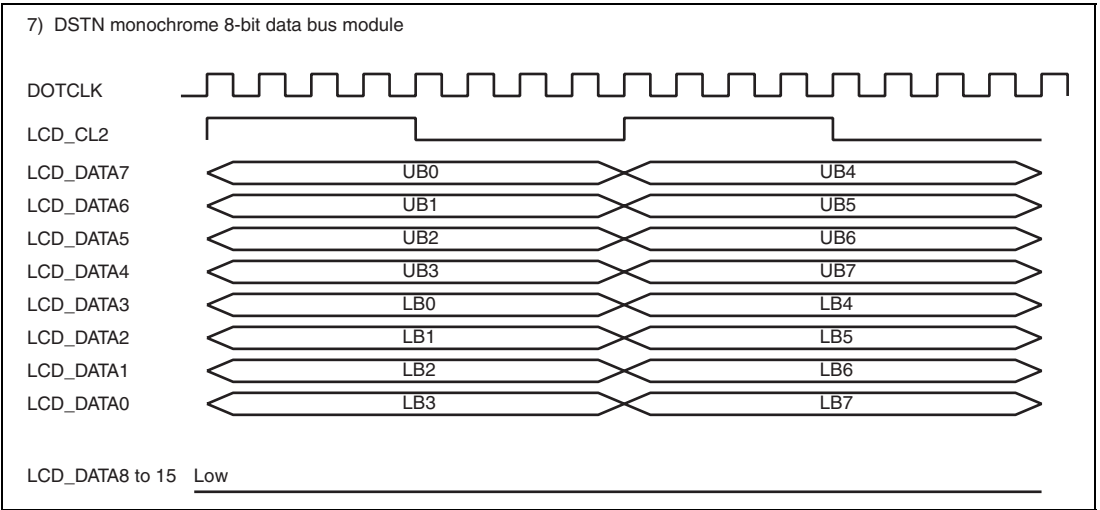 7) DSTN monochrome 8-bit data bus module
DOTCLK
LCD_CL2
LCD_DATA7 UB0 UB4
LCD_DATA6 UB1 UB5
LCD_DATA5 UB2 UB6
LCD_DATA4 UB3 UB7
LCD_DATA3 LB0 LB4
LCD_DATA2 LB1 LB5
LCD_DATA1 LB2 LB6
LCD_DATA0 LB3 LB7
LCD_DATA8 to 15 Low